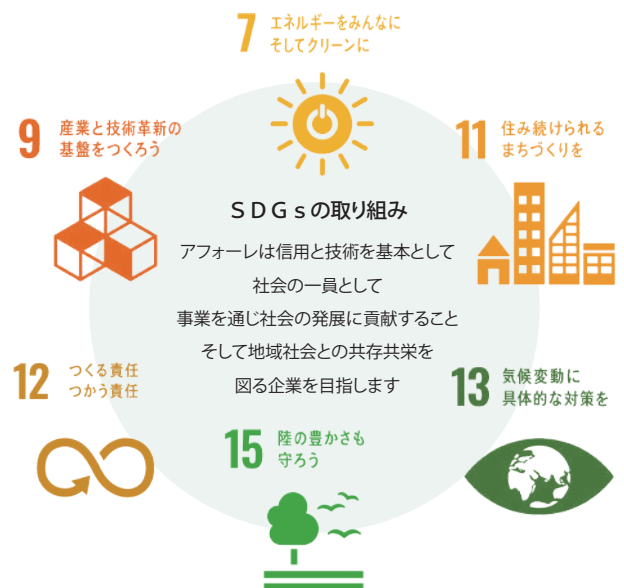 7
エネルギーをみんなに
そしてクリーンに
9
産業と技術革新の
基盤をつくろう
11
住み続けられる
まちづくりを
ＳＤＧｓの取り組み
アフォーレは信用と技術を基本として
社会の一員として
事業を通じ社会の発展に貢献すること
そして地域社会との共存共栄を
図る企業を目指します
12
つくる責任
つかう責任
13
気候変動に
具体的な対策を
15
陸の豊かさも
守ろう